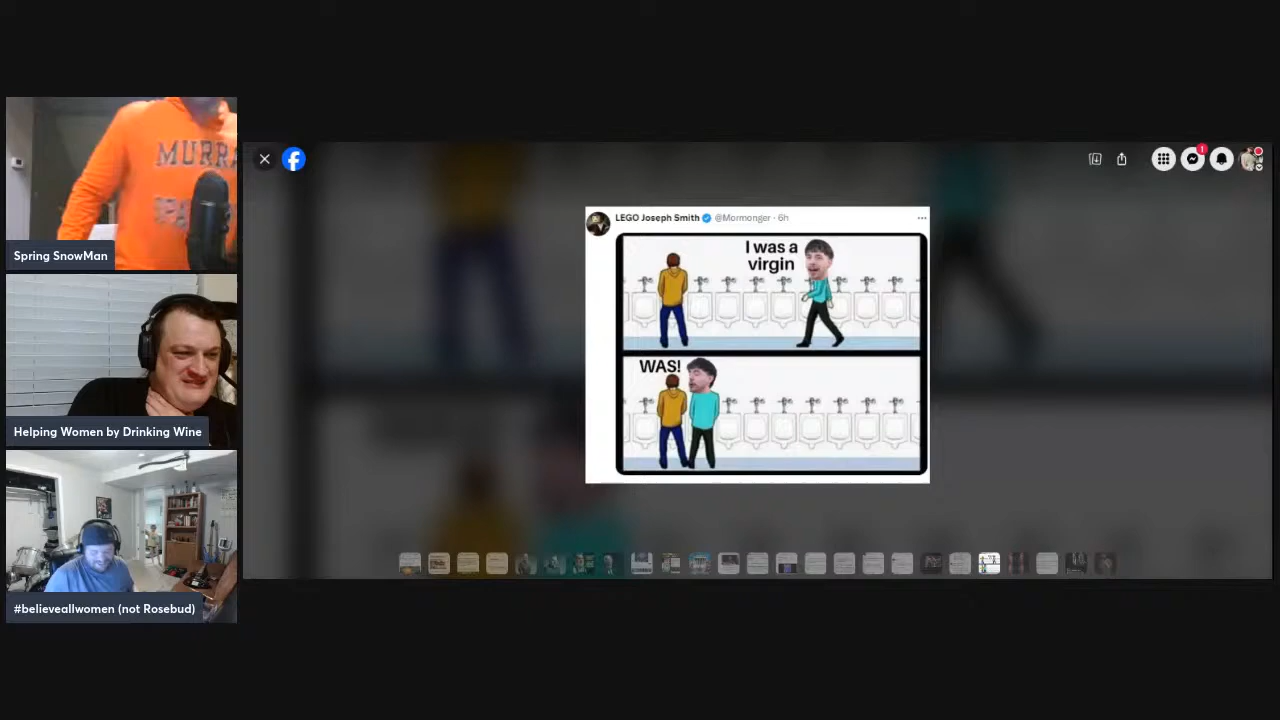 MURRA
Spring SnowMan
Helping Women by Drinking Wine
#believeallwomen (not Rosebud)
1
LEGO Joseph Smith @Mormonger · 6h
I was a
virgin
WAS!